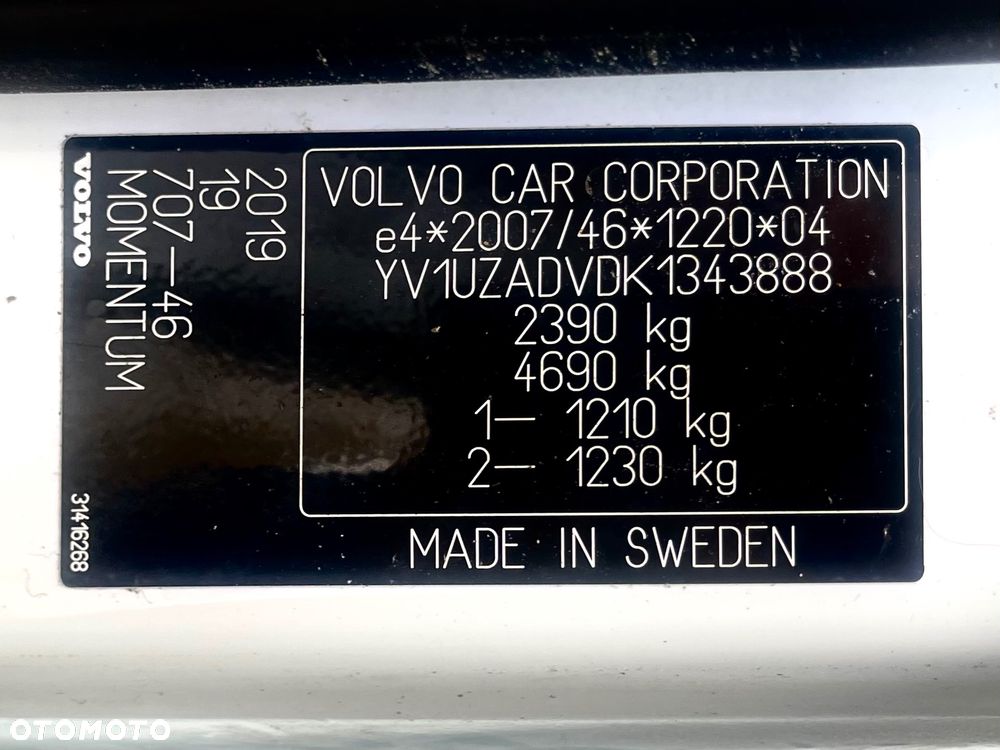 VOLVO CAR CORPORATION
e4*2007/46*1220*04
YV1UZADVDK1343888
2390 kg
4690 kg
1– 1210 kg
2– 1230 kg
MADE IN SWEDEN
2019
19
707–46
MOMENTUM
VOLVO
31416268
OTOMOTO